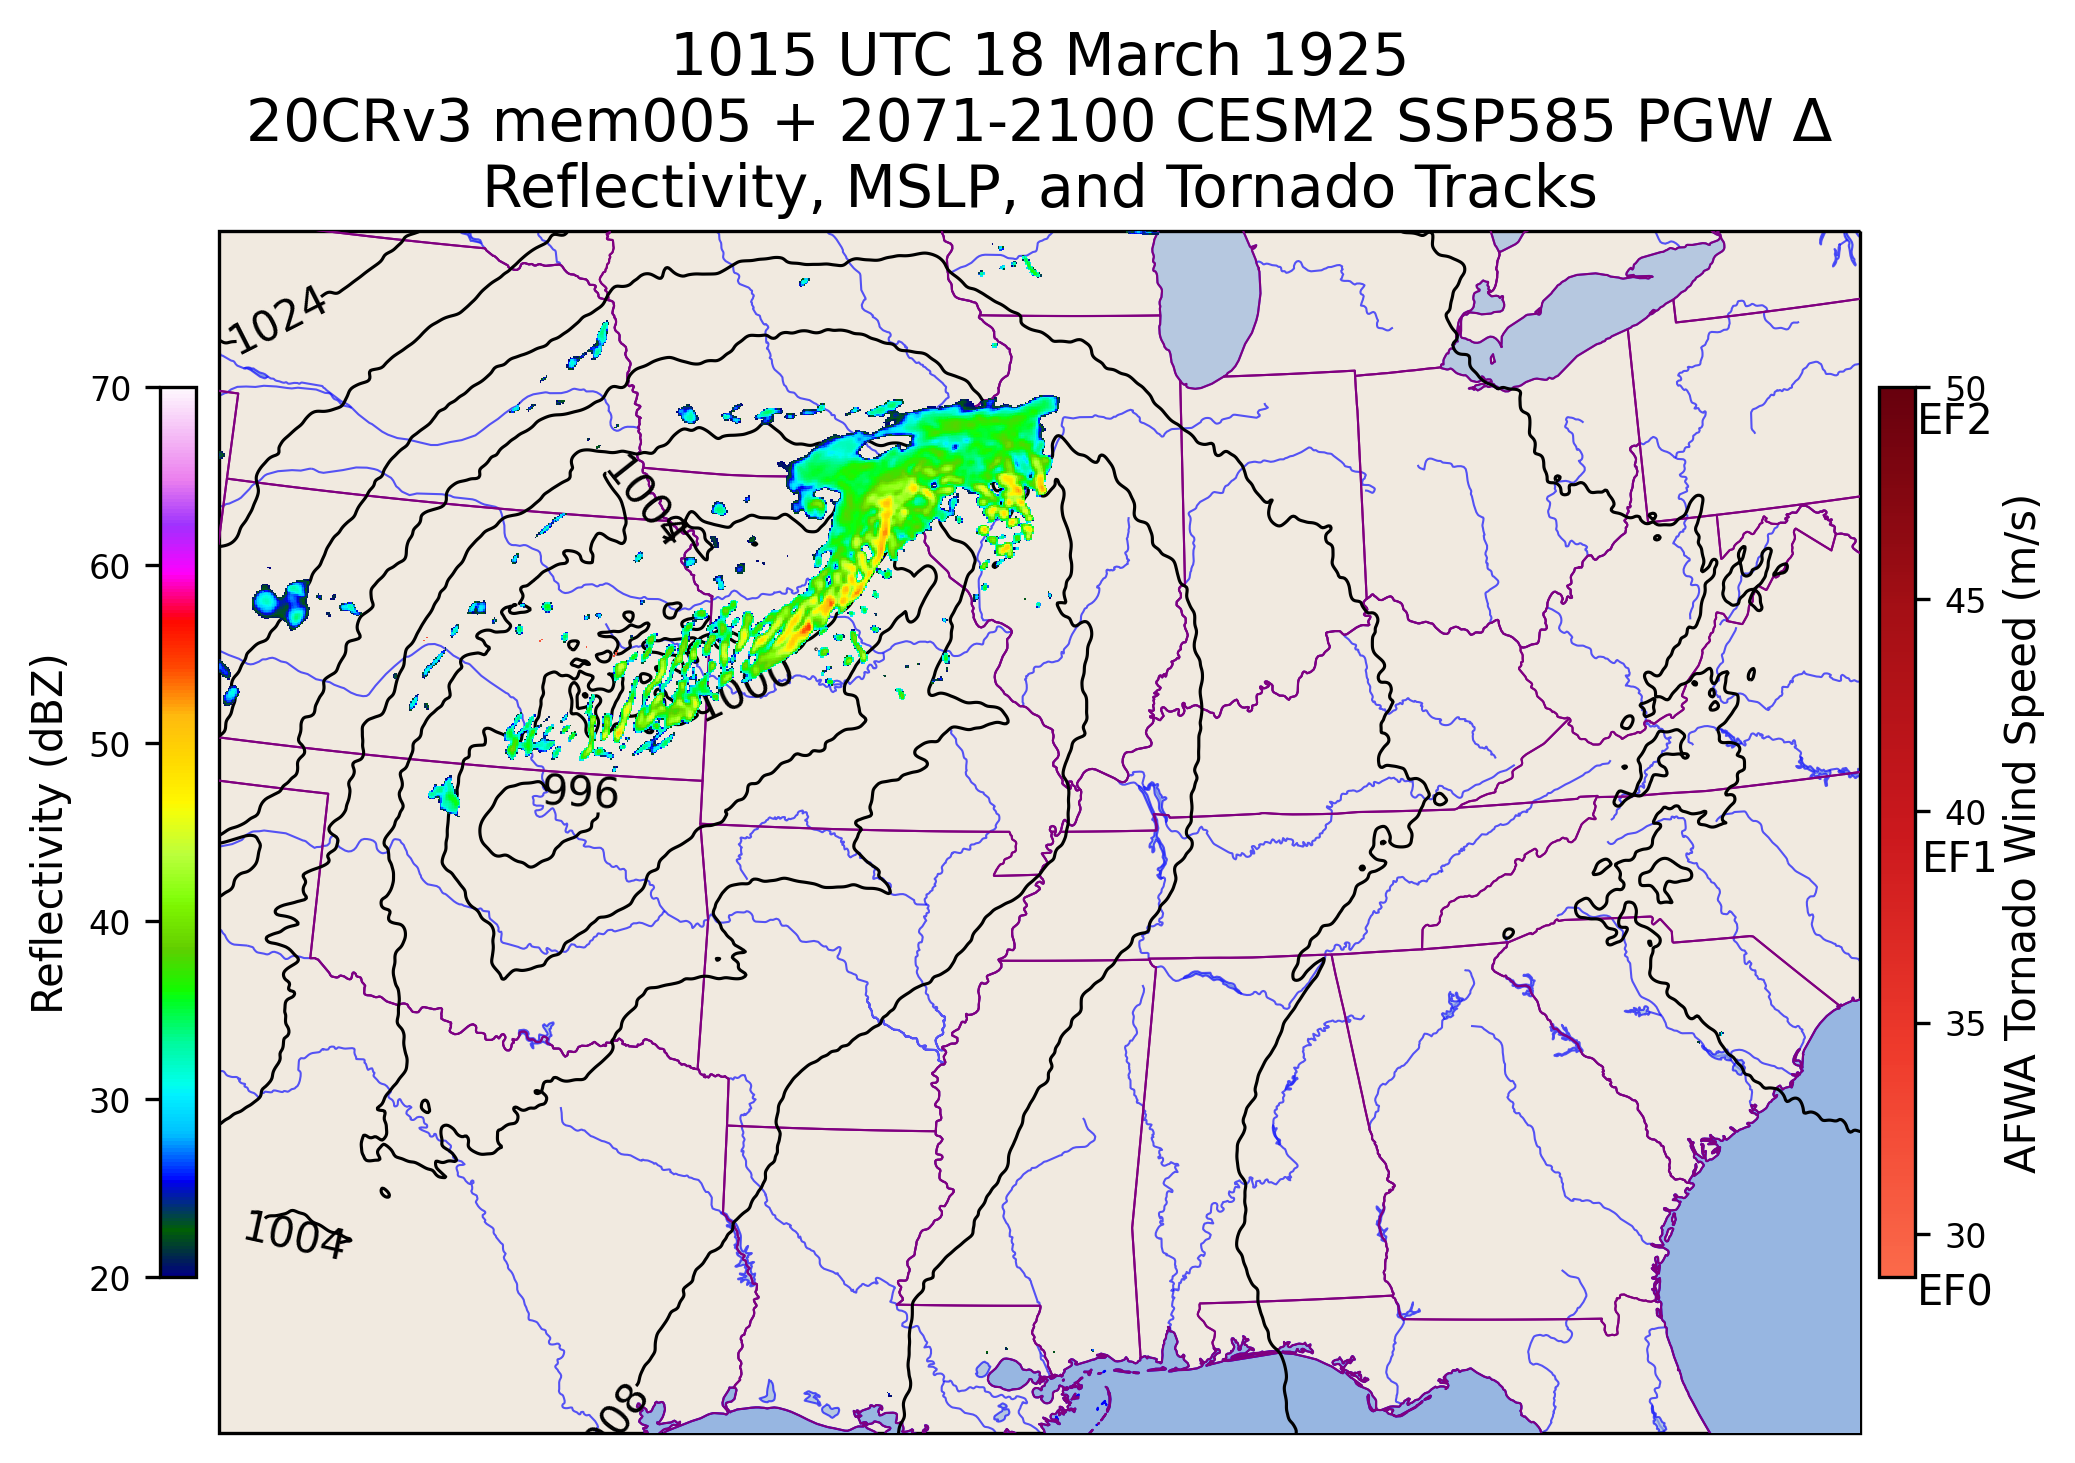 1015 UTC 18 March 1925
20CRv3 mem005 + 2071-2100 CESM2 SSP585 PGW Δ
Reflectivity, MSLP, and Tornado Tracks
1024
1004
1000
996
1004
Reflectivity (dBZ)
70
60
50
40
30
20
50
EF2
45
40
EF1
35
30
EF0
AFWA Tornado Wind Speed (m/s)